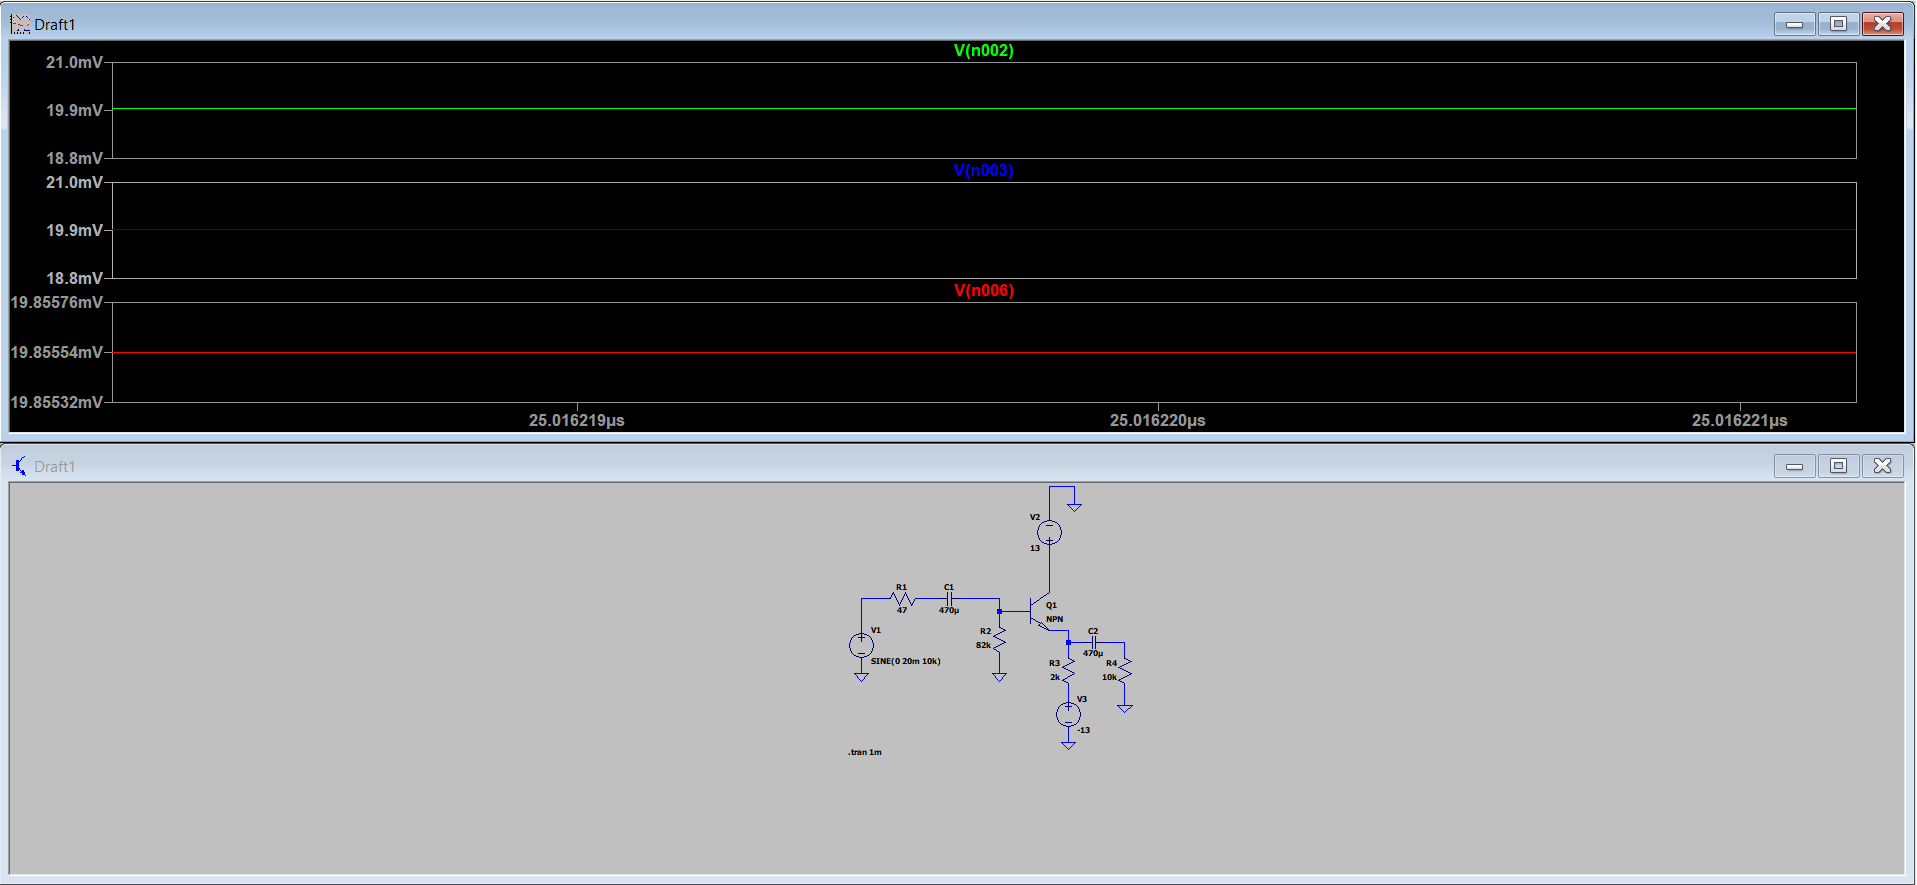 Draft1
V(n002)
21.0mV
19.9mV
18.8mV
V(n003)
21.0mV
19.9mV
18.8mV
V(n006)
19.85576mV
19.85554mV
19.85532mV
25.016219µs
25.016220µs
25.016221µs
Draft1
V2
13
R1
47
C1
470µ
Q1
NPN
V1
SINE(0 20m 10k)
R2
82k
C2
470µ
R3
2k
R4
10k
V3
-13
.tran 1m